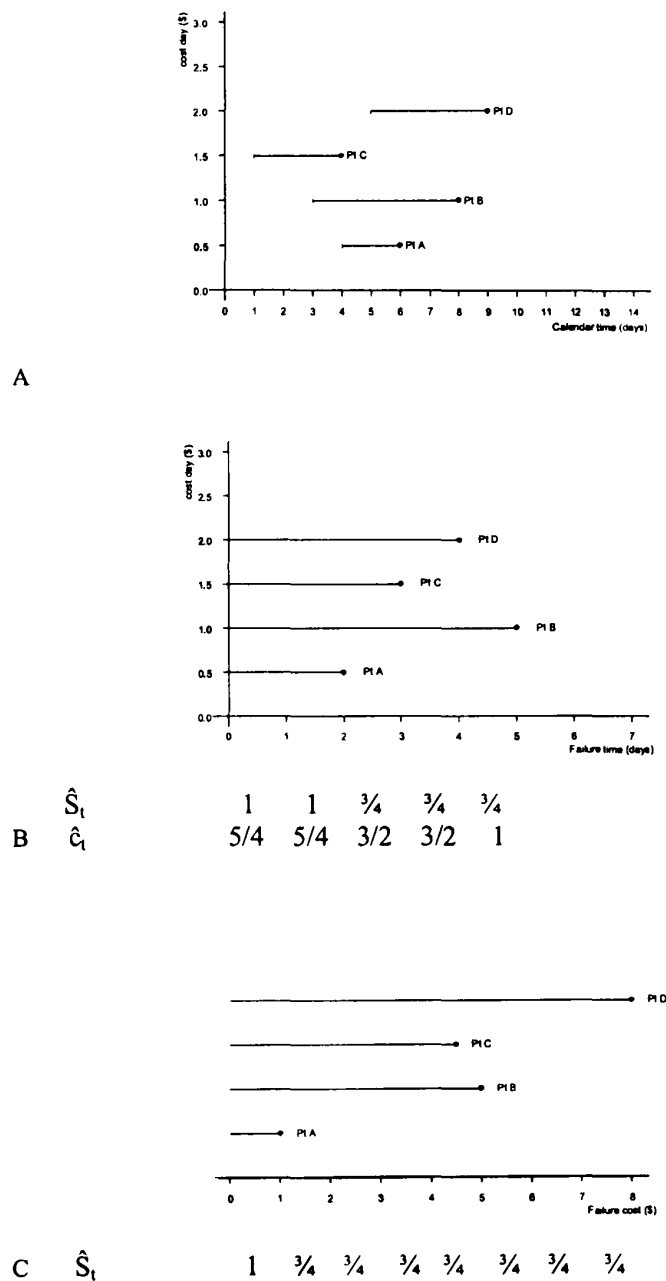 cost day ($)
3.0
2.5
2.0
1.5
1.0
0.5
0.0
Pt D
Pt C
Pt B
Pt A
0 1 2 3 4 5 6 7 8 9 10 11 12 13 14
Calendar time (days)
A
cost day ($)
3.0
2.5
2.0
1.5
1.0
0.5
0.0
Pt D
Pt C
Pt B
Pt A
0 1 2 3 4 5 6 7
Failure time (days)
Ŝt 1 1 ¾ ¾ ¾
B ĉt 5/4 5/4 3/2 3/2 1
Pt D
Pt C
Pt B
Pt A
0 1 2 3 4 5 6 7 8
Failure cost ($)
C Ŝt 1 ¾ ¾ ¾ ¾ ¾ ¾ ¾